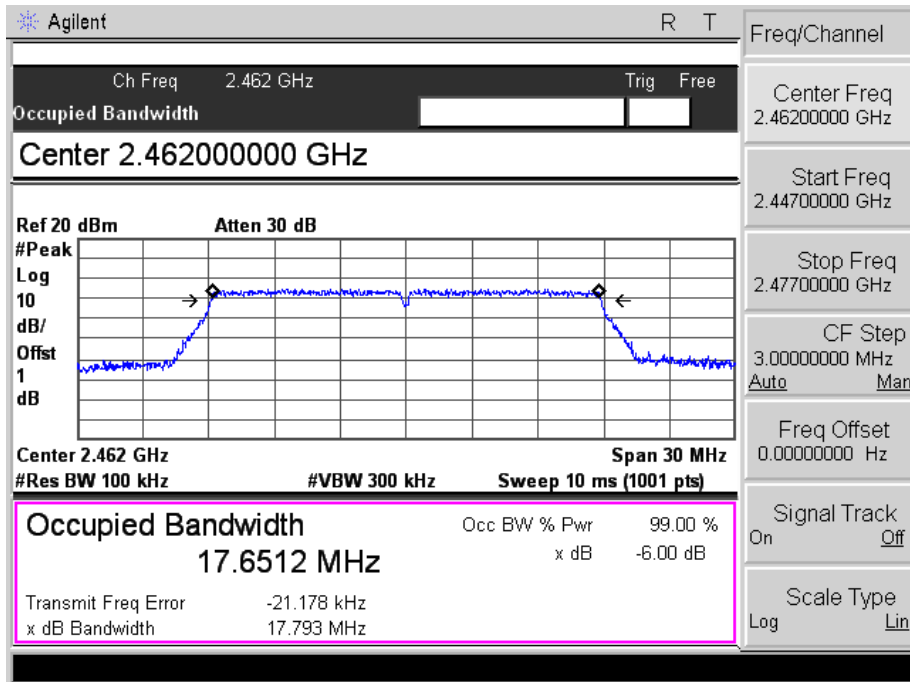 Agilent R T
Ch Freq 2.462 GHz Trig Free
Occupied Bandwidth
Center 2.462000000 GHz
Ref 20 dBm Atten 30 dB
#Peak
Log
10
dB/
Offst
1
dB
Center 2.462 GHz Span 30 MHz
#Res BW 100 kHz #VBW 300 kHz Sweep 10 ms (1001 pts)
Occupied Bandwidth Occ BW % Pwr 99.00 %
17.6512 MHz x dB -6.00 dB
Transmit Freq Error -21.178 kHz
x dB Bandwidth 17.793 MHz
Freq/Channel
Center Freq
2.46200000 GHz
Start Freq
2.44700000 GHz
Stop Freq
2.47700000 GHz
CF Step
3.00000000 MHz
Auto Man
Freq Offset
0.00000000 Hz
Signal Track
On Off
Scale Type
Log Lin